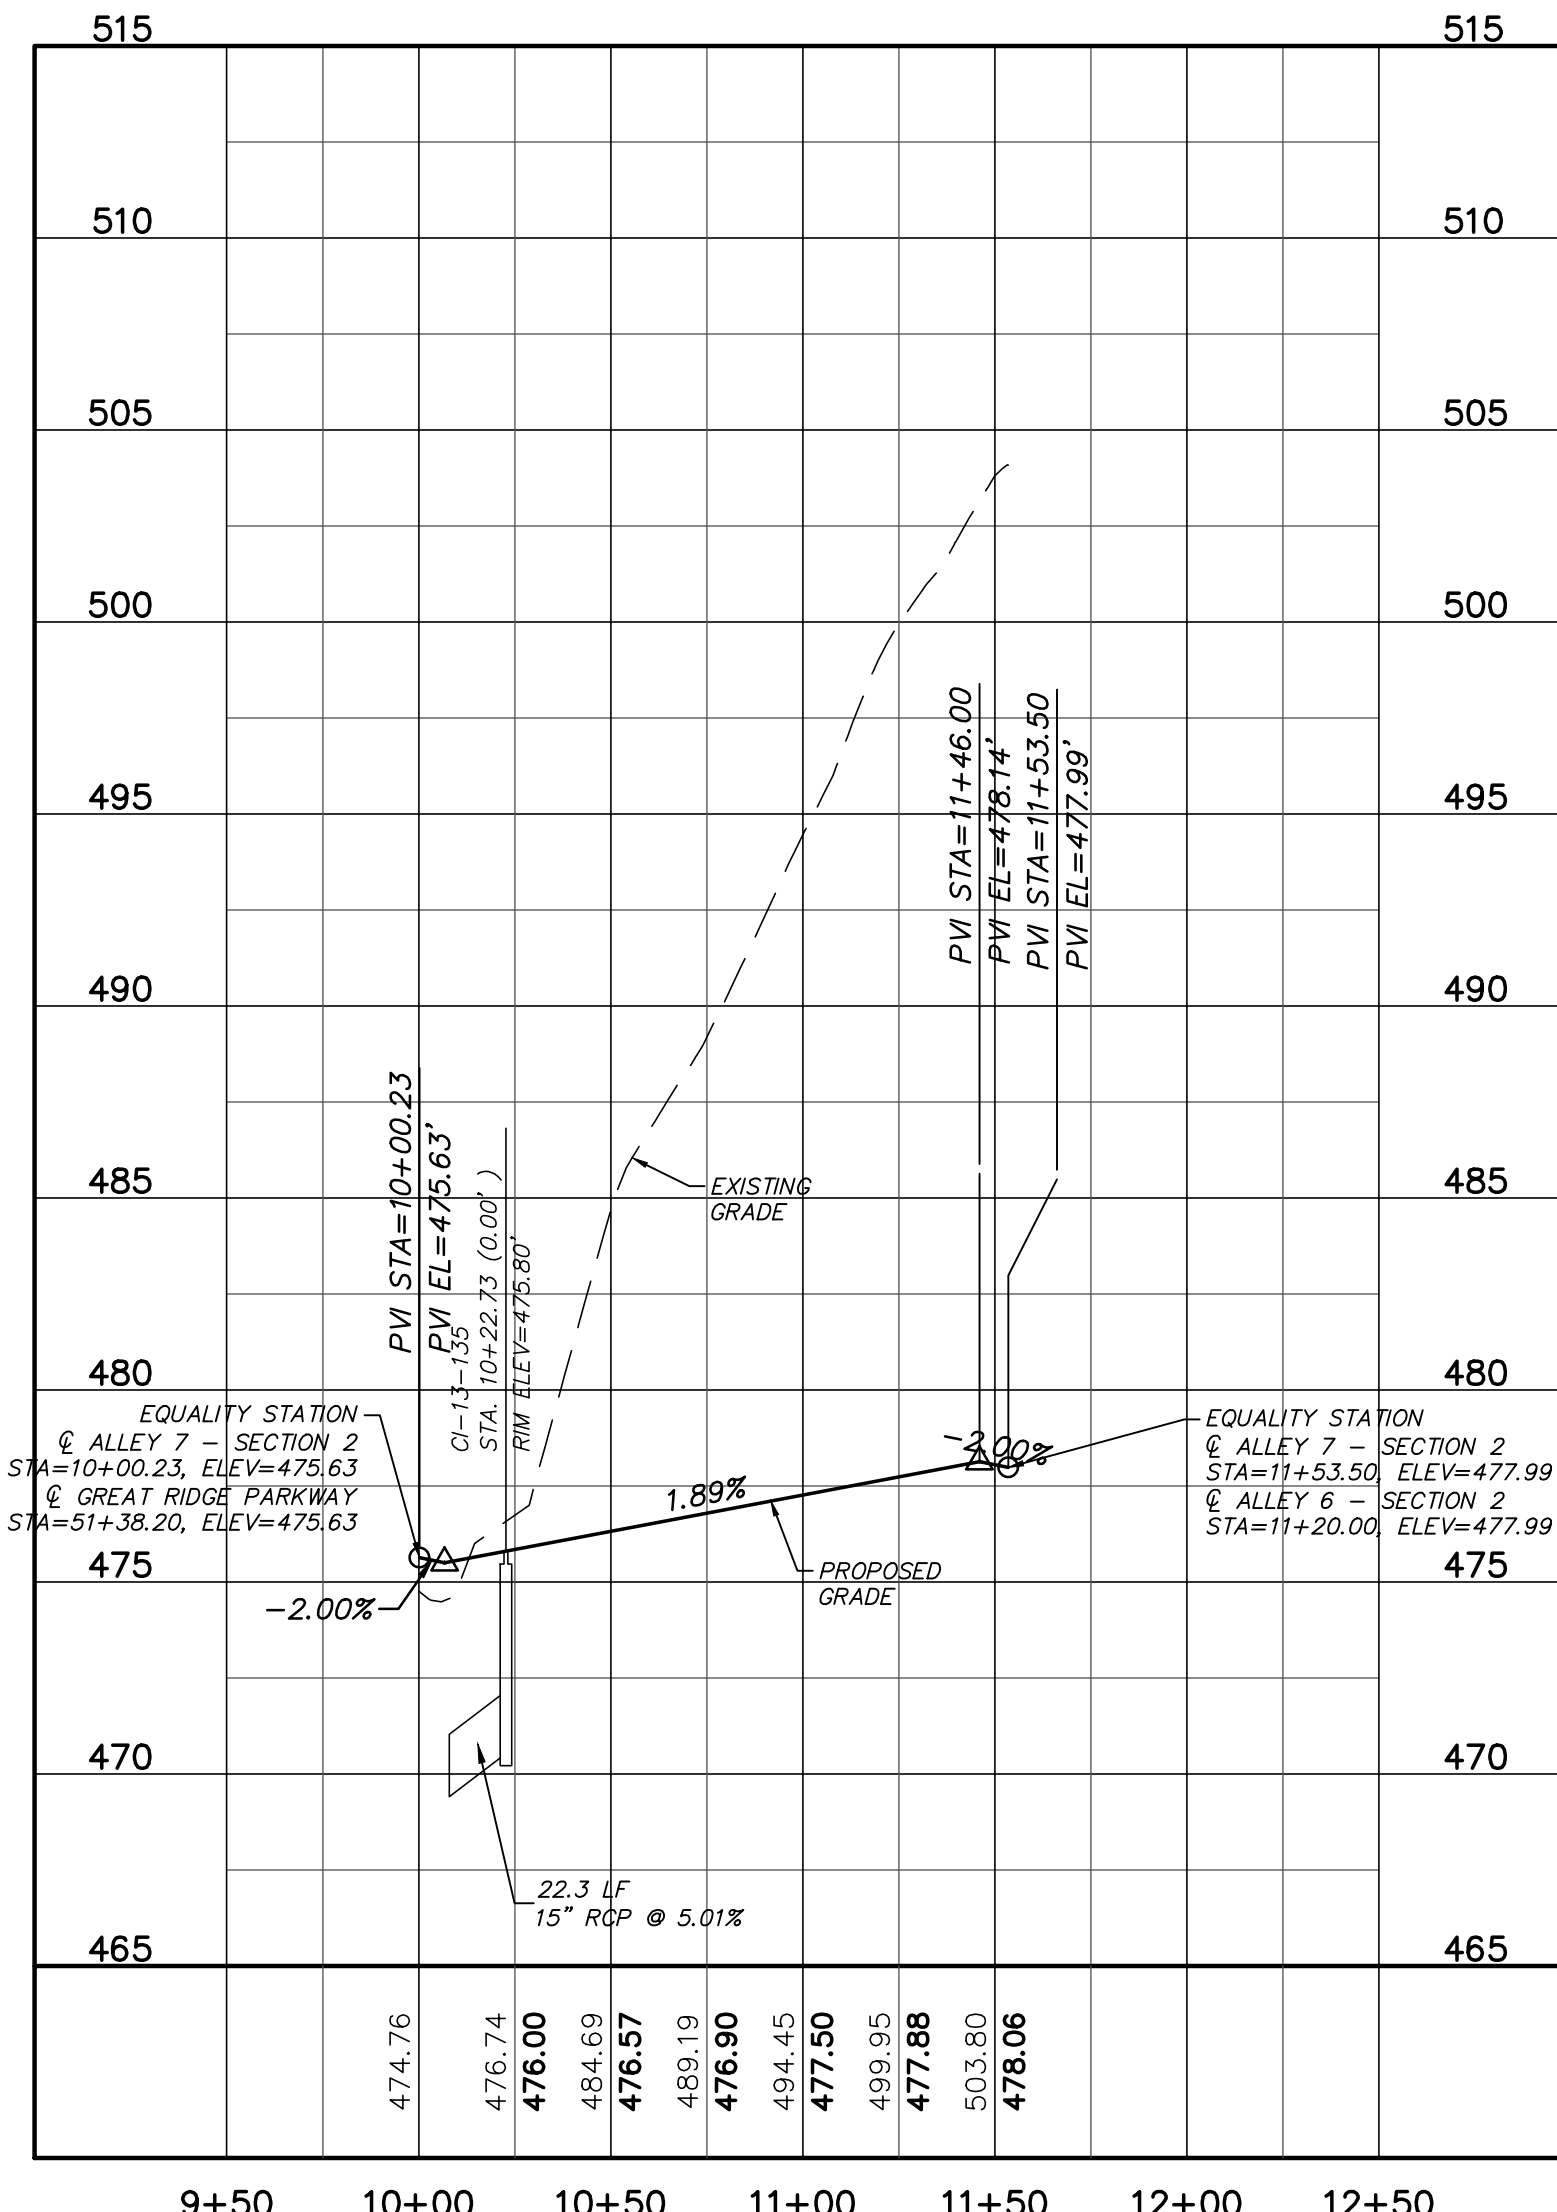 515
515
510
510
505
505
500
500
495
495
490
490
485
485
480
480
475
475
470
470
465
465
PVI STA=10+00.23
PVI EL=475.63'
CI-13-135
STA. 10+22.73 (0.00' )
RIM ELEV=475.80'
EXISTING
GRADE
PVI STA=11+46.00
PVI EL=478.14'
PVI STA=11+53.50
PVI EL=477.99'
EQUALITY STATION
℄ ALLEY 7 - SECTION 2
STA=10+00.23, ELEV=475.63
℄ GREAT RIDGE PARKWAY
STA=51+38.20, ELEV=475.63
-2.00%
1.89%
-2.00%
EQUALITY STATION
℄ ALLEY 7 - SECTION 2
STA=11+53.50, ELEV=477.99
℄ ALLEY 6 - SECTION 2
STA=11+20.00, ELEV=477.99
PROPOSED
GRADE
22.3 LF
15" RCP @ 5.01%
474.76
476.74
476.00
484.69
476.57
489.19
476.90
494.45
477.50
499.95
477.88
503.80
478.06
9+50 10+00 10+50 11+00 11+50 12+00 12+50